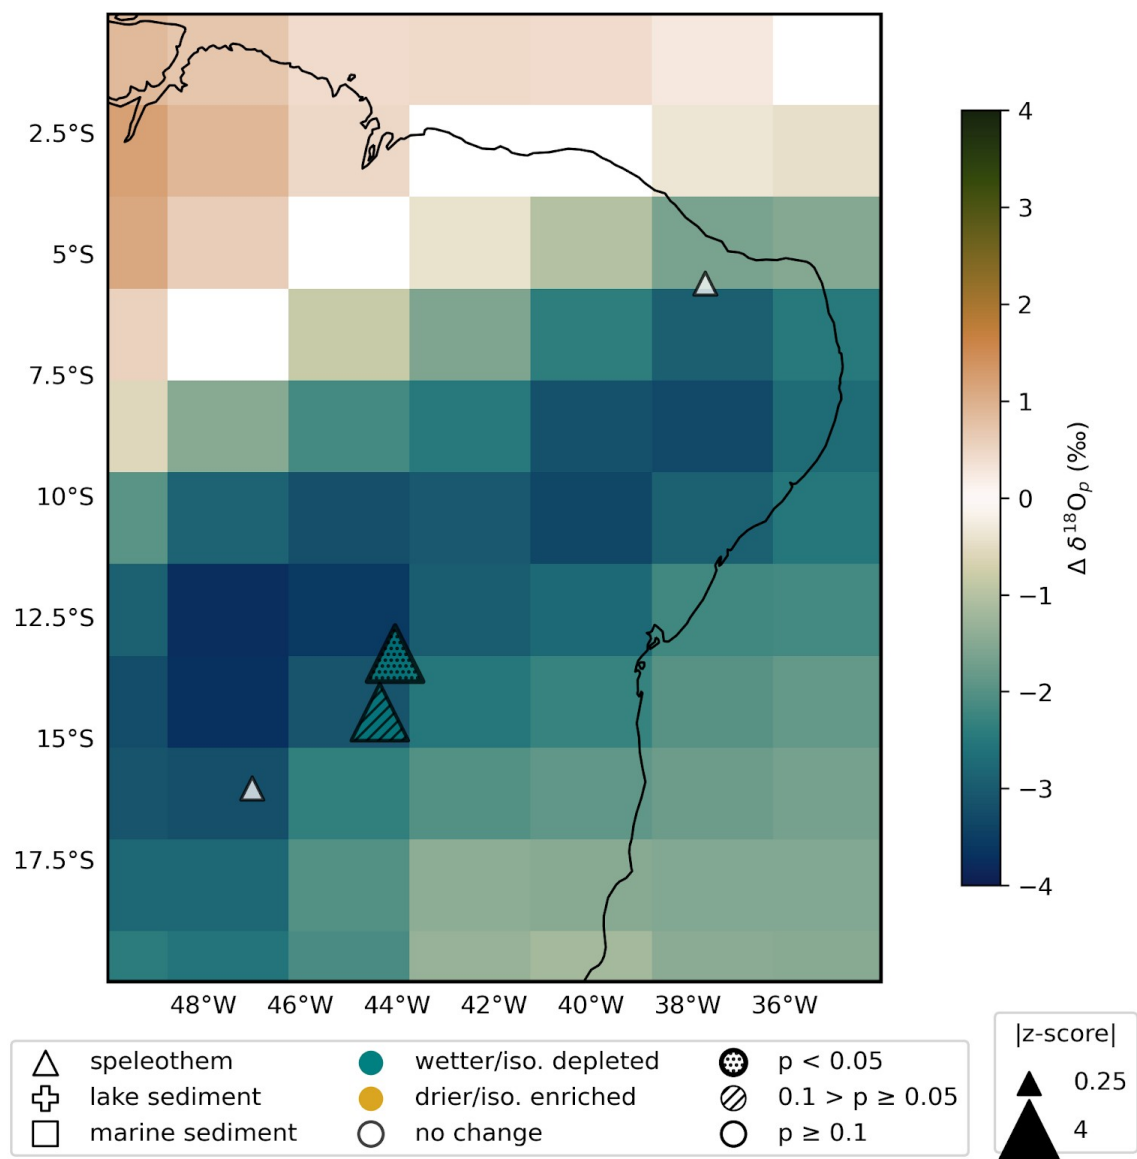 2.5°S
5°S
7.5°S
10°S
12.5°S
15°S
17.5°S
48°W 46°W 44°W 42°W 40°W 38°W 36°W
4
3
2
1
0
−1
−2
−3
−4
Δ δ¹⁸Oₚ (‰)
speleothem
lake sediment
marine sediment
wetter/iso. depleted
drier/iso. enriched
no change
p < 0.05
0.1 > p ≥ 0.05
p ≥ 0.1
|z-score|
0.25
4